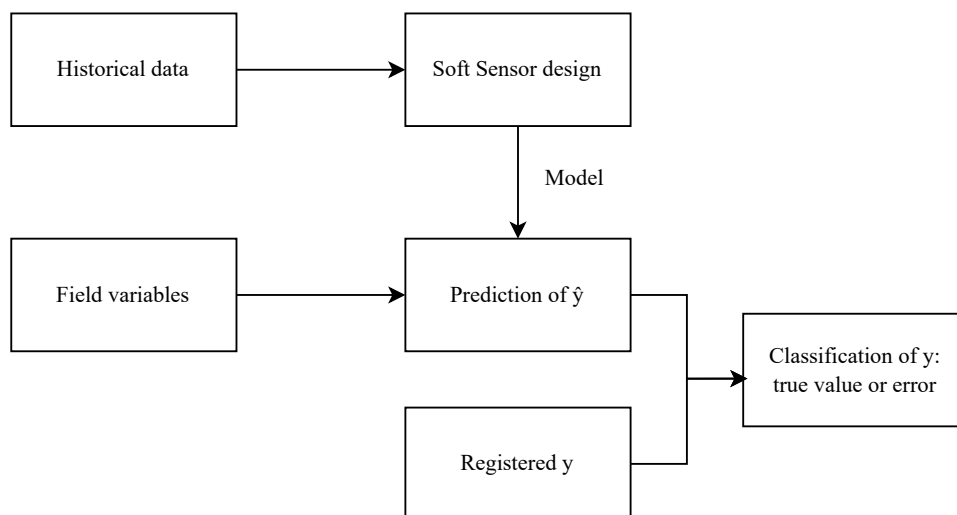 Historical data
Soft Sensor design
Model
Field variables
Prediction of ŷ
Classification of y:
true value or error
Registered y